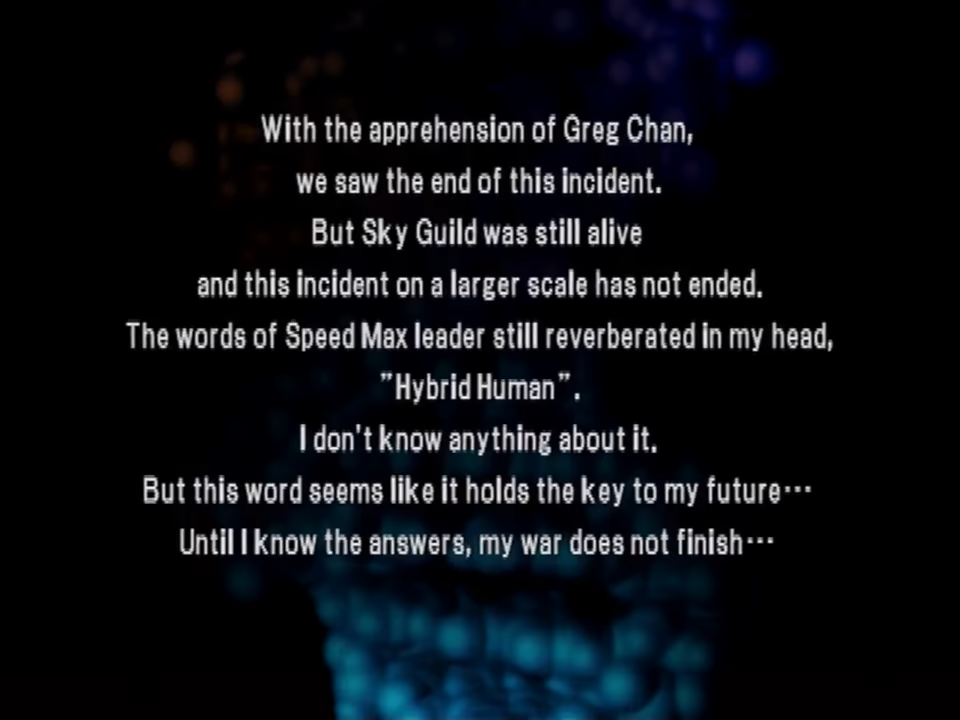 With the apprehension of Greg Chan,
we saw the end of this incident.
But Sky Guild was still alive
and this incident on a larger scale has not ended.
The words of Speed Max leader still reverberated in my head,
”Hybrid Human”.
I don't know anything about it.
But this word seems like it holds the key to my future···
Until I know the answers, my war does not finish···